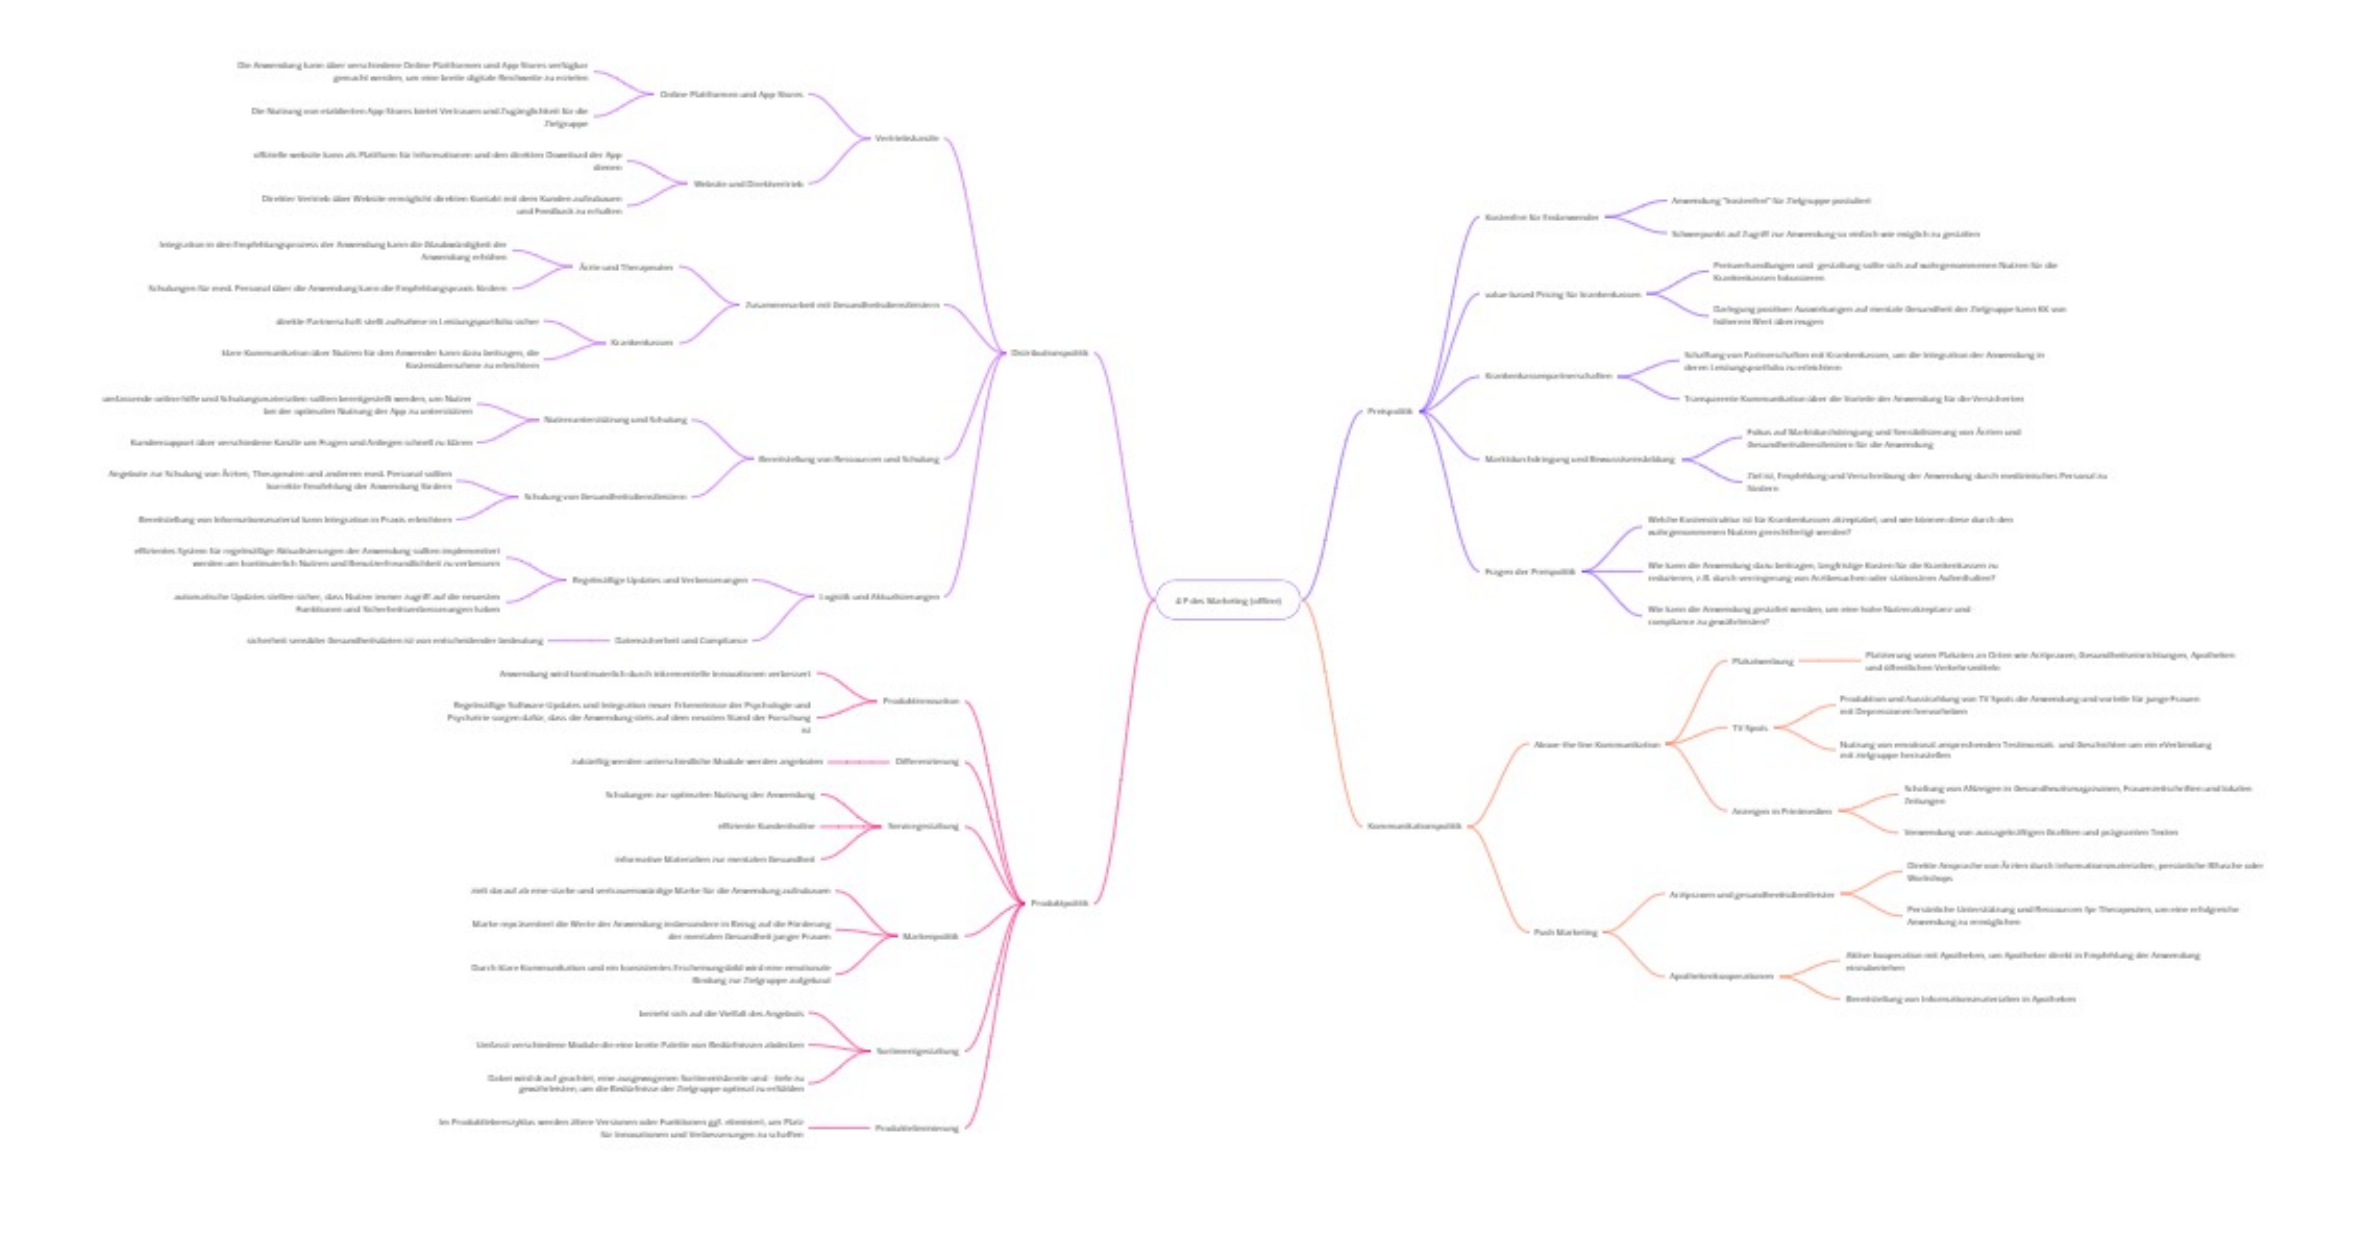 Die Anwendung kann über verschiedene Online-Plattformen und App Stores verfügbar
gemacht werden, um eine breite digitale Reichweite zu erzielen
Die Nutzung von etablierten App Stores bietet Vertrauen und Zugänglichkeit für die
Zielgruppe
Online-Plattformen und App Stores
offizielle website kann als Plattform für Informationen und den direkten Download der App
dienen
Direkter Vertrieb über Website ermöglicht direkten Kontakt mit dem Kunden aufzubauen
und Feedback zu erhalten
Website und Direktvertrieb
Vertriebskanäle
Integration in den Empfehlungsprozess der Anwendung kann die Glaubwürdigkeit der
Anwendung erhöhen
Schulungen für med. Personal über die Anwendung kann die Empfehlungspraxis fördern
Ärzte und Therapeuten
direkte Partnerschaft stellt aufnahme in Leistungsportfolio sicher
klare Kommunikation über Nutzen für den Anwender kann dazu beitragen, die
Kostenübernahme zu erleichtern
Krankenkassen
Zusammenarbeit mit Gesundheitsdienstleistern
umfassende online-hilfe und Schulungsmaterialien sollten bereitgestellt werden, um Nutzer
bei der optimalen Nutzung der App zu unterstützen
Kundensupport über verschiedene Kanäle um Fragen und Anliegen schnell zu klären
Nutzerunterstützung und Schulung
Angebote zur Schulung von Ärzten, Therapeuten und anderem med. Personal sollten
korrekte Empfehlung der Anwendung fördern
Bereitstellung von Informationsmaterial kann Integration in Praxis erleichtern
Schulung von Gesundheitsdienstleistern
Bereitstellung von Ressourcen und Schulung
effizientes System für regelmäßige Aktualisierungen der Anwendung sollten implementiert
werden um kontinuierlich Nutzen und Benutzerfreundlichkeit zu verbessern
automatische Updates stellen sicher, dass Nutzer immer zugriff auf die neuesten
Funktionen und Sicherheitsverbesserungen haben
Regelmäßige Updates und Verbesserungen
sicherheit sensibler Gesundheitsdaten ist von entscheidender bedeutung
Datensicherheit und Compliance
Logistik und Aktualisierungen
Distributionspolitik
Anwendung wird kontinuierlich durch inkrementelle Innovationen verbessert
Regelmäßige Software-Updates und Integration neuer Erkenntnisse der Psychologie und
Psychatrie sorgen dafür, dass die Anwendung stets auf dem neusten Stand der Forschung
ist
Produktinnovation
zukünftig werden unterschiedliche Module werden angeboten
Differenzierung
Schulungen zur optimalen Nutzung der Anwendung
effiziente Kundenhotline
informative Materialien zur mentalen Gesundheit
Servicegestaltung
zielt darauf ab eine starke und vertrauenswürdige Marke für die Anwendung aufzubauen
Marke repräsentiert die Werte der Anwendung insbesondere in Bezug auf die Förderung
der mentalen Gesundheit junger Frauen
Durch klare Kommunikation und ein konsistentes Erscheinungsbild wird eine emotionale
Bindung zur Zielgruppe aufgebaut
Markenpolitik
bezieht sich auf die Vielfalt des Angebots
Umfasst verschiedene Module die eine breite Palette von Bedürfnissen abdecken
Dabei wird drauf geachtet, eine ausgewogenen Sortimentsbreite und - tiefe zu
gewährleisten, um die Bedürfnisse der Zielgruppe optimal zu erfüllen
Sortimentgestaltung
Im Produktlebenszyklus werden ältere Versionen oder Funktionen ggf. eliminiert, um Platz
für Innovationen und Verbesserungen zu schaffen
Produkteliminierung
Produktpolitik
4 P des Marketing (offline)
Preispolitik
Kostenfrei für Endanwender
Anwendung "kostenfrei" für Zielgruppe
Schwerpunkt auf Zugriff zur Anwendung so einfach wie möglich zu gestalten
value-based Pricing für krankenkassen
Preisverhandlungen und -gestaltung sollte sich auf wahrgenommenen Nutzen für die
Krankenkassen fokussieren
Darlegung positiver Auswirkungen auf mentale Gesundheit der Zielgruppe kann KK von
höherem Wert überzeugen
Krankenkassenpartnerschaften
Schaffung von Partnerschaften mit Krankenkassen, um die Integration der Anwendung in
deren Leistungsportfolio zu erleichtern
Transparente Kommunikation über die Vorteile der Anwendung für die Versicherten
Marktdurchdringung und Bewusstseinsbildung
Fokus auf Marktdurchdringung und Sensibilisierung von Ärzten und
Gesundheitsdienstleistern für die Anwendung
Ziel ist, Empfehlung und Verschreibung der Anwendung durch medizinisches Personal zu
fördern
Fragen der Preispolitik
Welche Kostenstruktur ist für Krankenkassen akzeptabel, und wie können diese durch den
wahrgenommenen Nutzen gerechtfertigt werden?
Wie kann die Anwendung dazu beitragen, langfristige Kosten für die Krankenkassen zu
reduzieren, z.B. durch verringerung von Arztbesuchen oder stationären Aufenthalten?
Wie kann die Anwendung gestaltet werden, um eine hohe Nutzerakzeptanz und -
compliance zu gewährleisten?
Kommunikationspolitik
Above-the-line Kommunikation
Plakatwerbung
Platzierung von Plakaten an Orten wie Arztpraxen, Gesundheitseinrichtungen, Apotheken
und öffentlichen Verkehrsmitteln
TV Spots
Produktion und Ausstrahlung von TV Spots die Anwendung und vorteile für junge Frauen
mit Depressionen hervorheben
Nutzung von emotional ansprechenden Testimonials und Geschichten um ein eVerbindung
mit zielgruppe herzustellen
Anzeigen in Printmedien
Schaltung von ANzeigen in Gesundheitsmagazinen, Frauenzeitschriften und lokalen
Zeitungen
Verwendung von aussagekräftigen Grafiken und prägnanten Texten
Push Marketing
Arztpraxen und gesundheitsdienstleister
Direkte Ansprache von Ärzten durch Informationsmaterialien, persönliche BEsuche oder
Workshops
Persönliche Unterstützung und Ressourcen fpr Therapeuten, um eine erfolgreiche
Anwendung zu ermöglichen
Apothekenkooperationen
Aktive kooperation mit Apotheken, um Apotheker direkt in Empfehlung der Anwendung
einzubeziehen
Bereitstellung von Informationsmaterialien in Apotheken